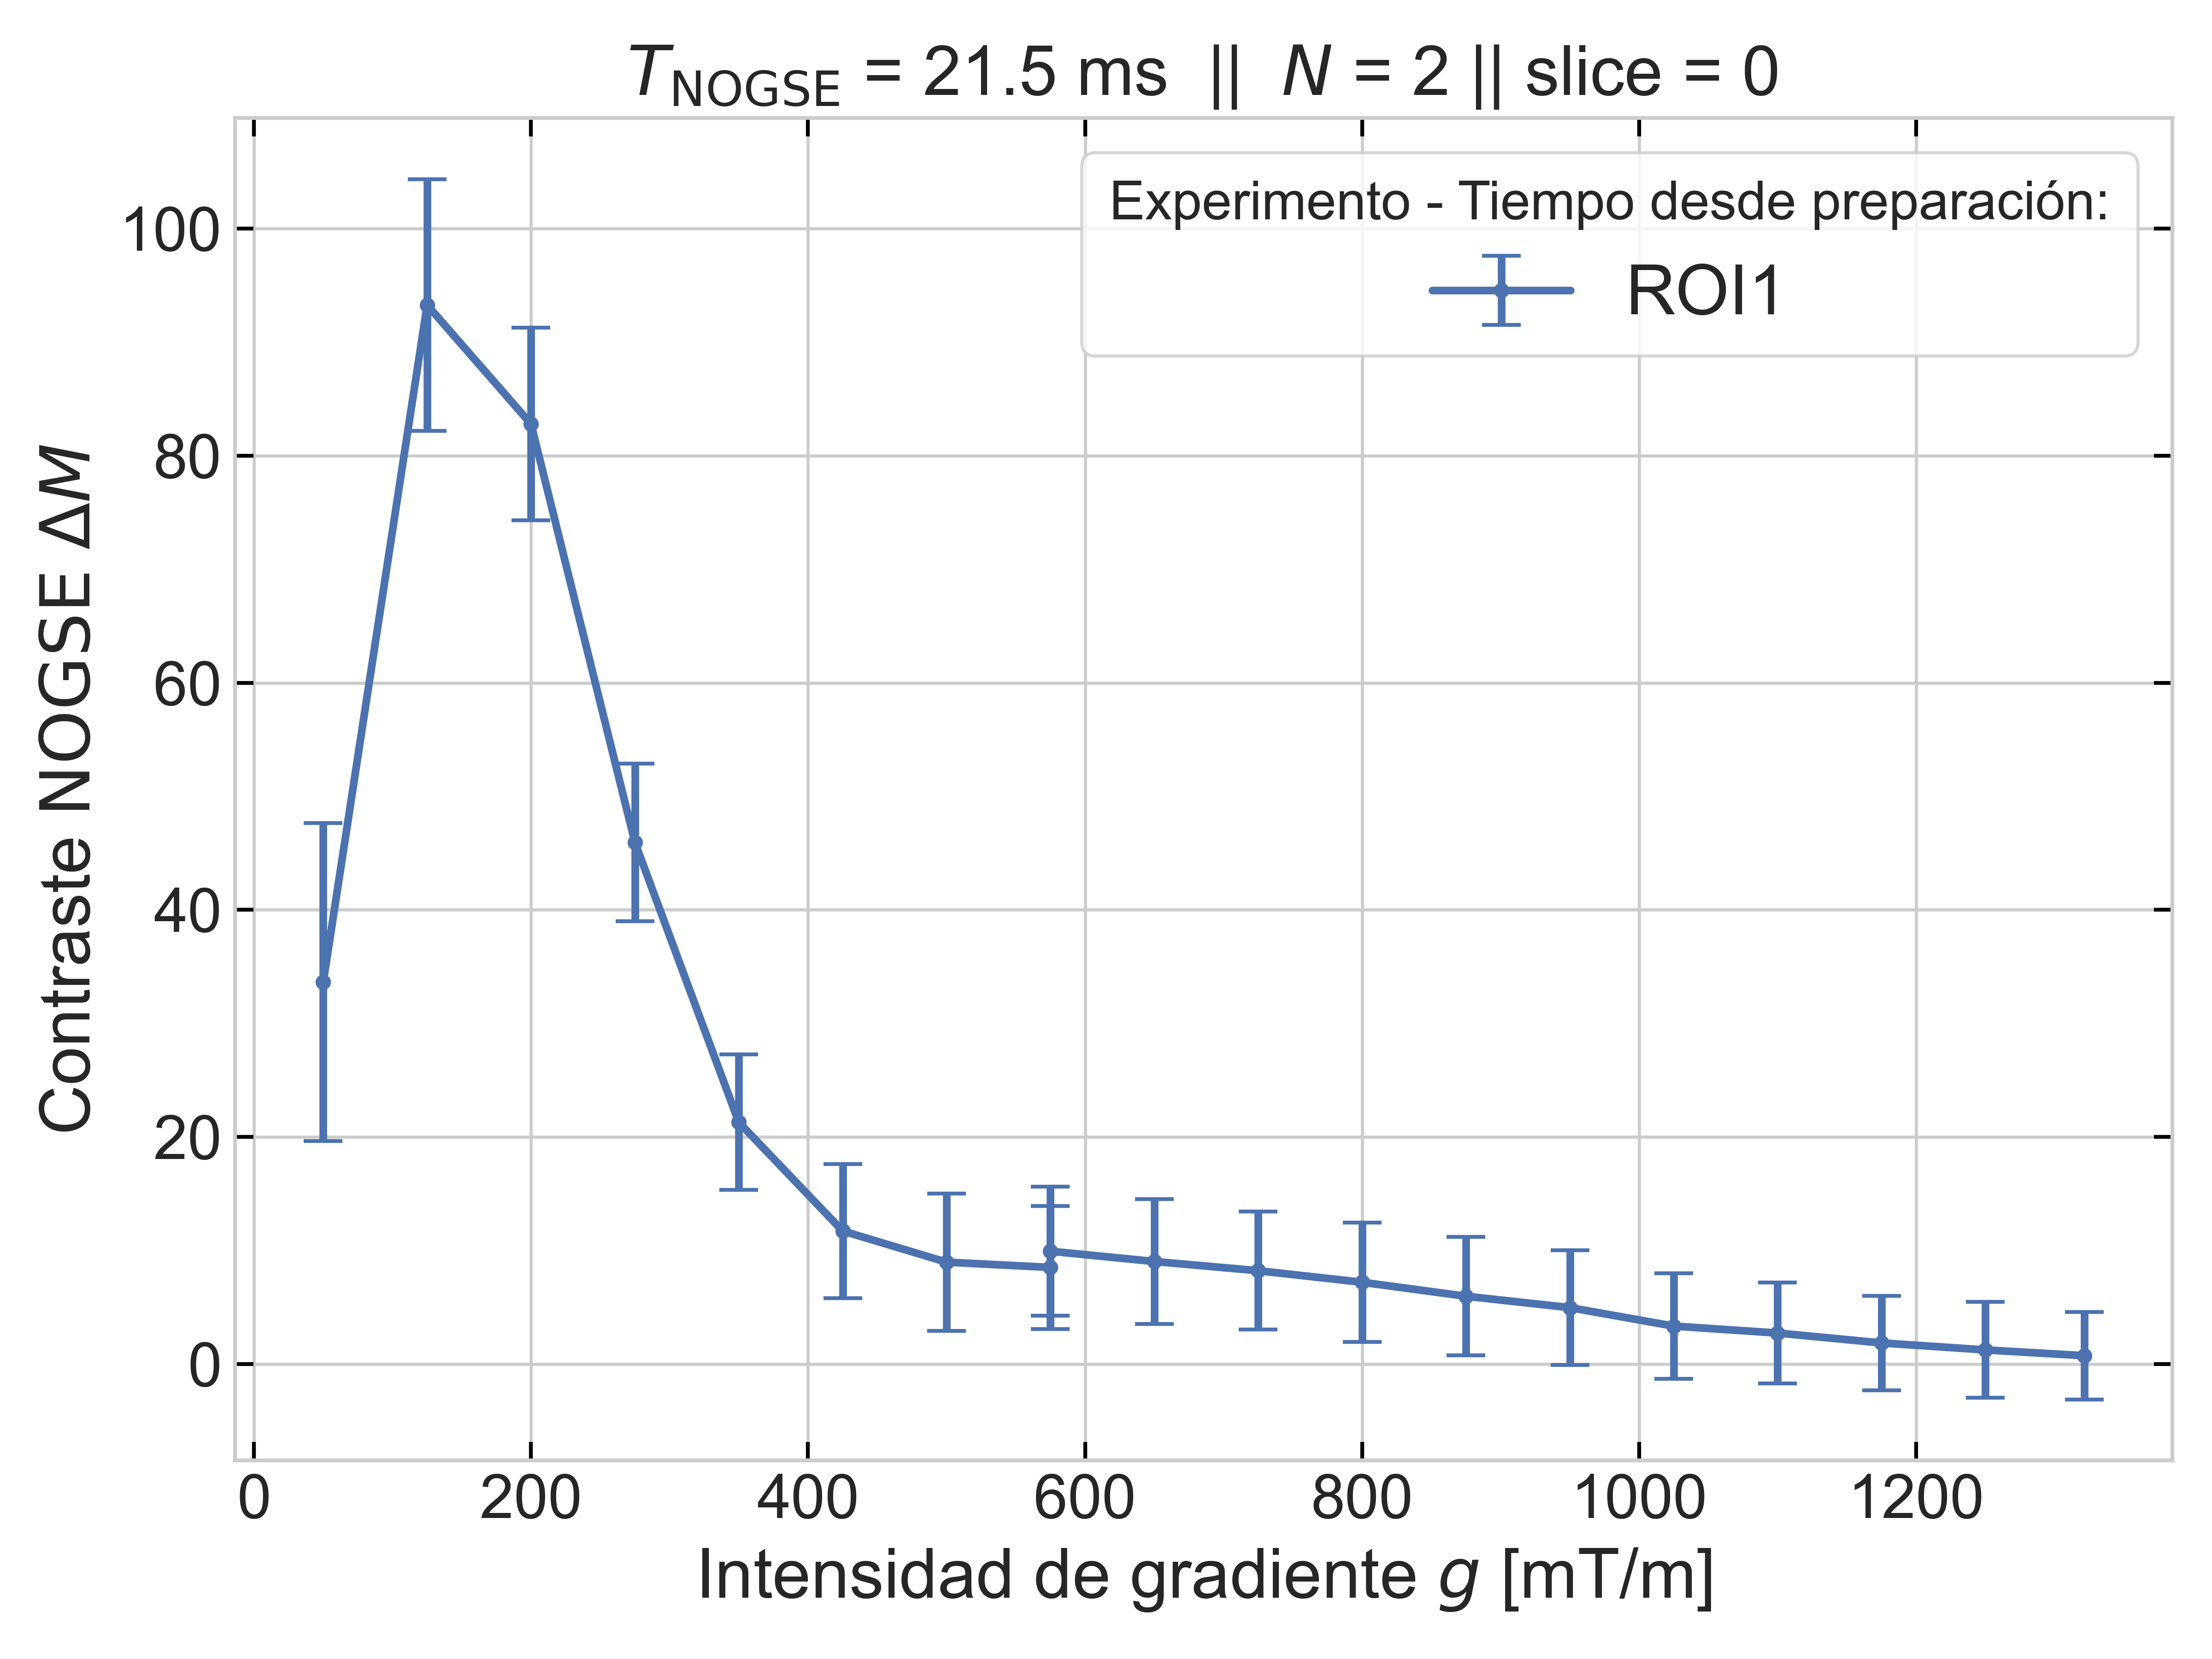 T_NOGSE = 21.5 ms || N = 2 || slice = 0
Experimento - Tiempo desde preparación:
ROI1
Contraste NOGSE ΔM
100
80
60
40
20
0
0 200 400 600 800 1000 1200
Intensidad de gradiente g [mT/m]